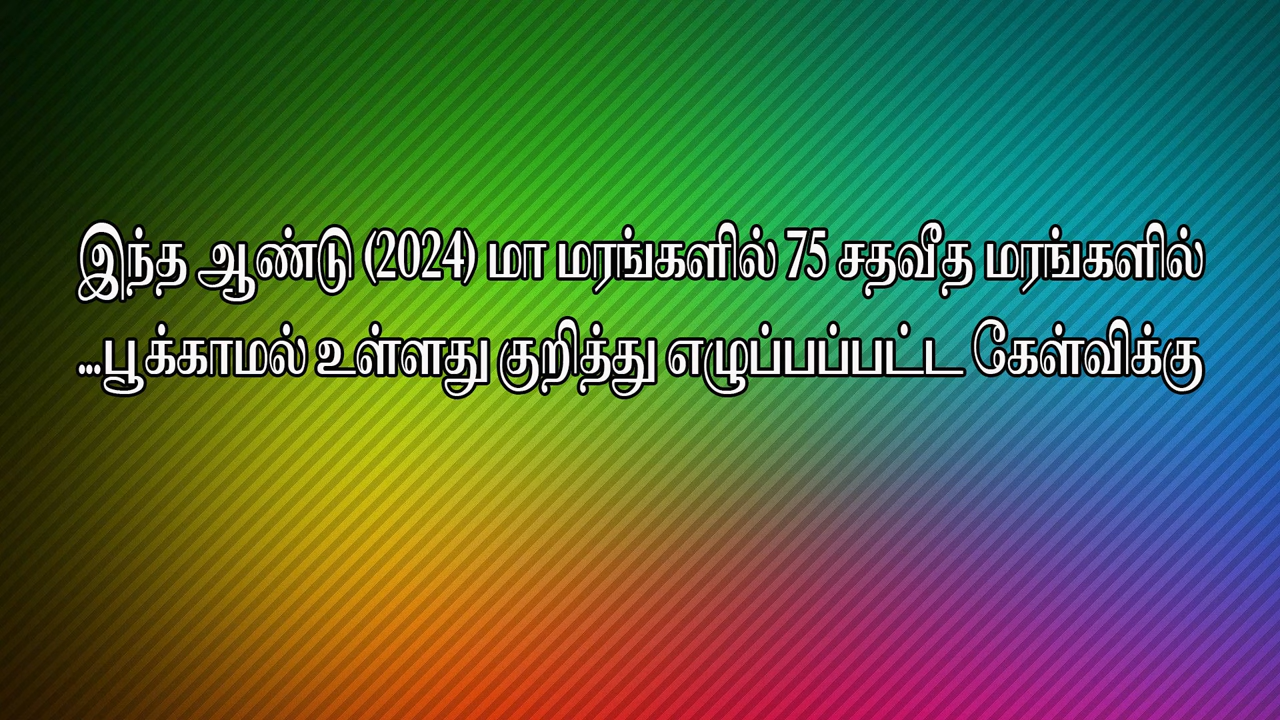 இந்த ஆண்டு (2024) மா மரங்களில் 75 சதவீத மரங்களில்
...பூக்காமல் உள்ளது குறித்து எழுப்பப்பட்ட கேள்விக்கு